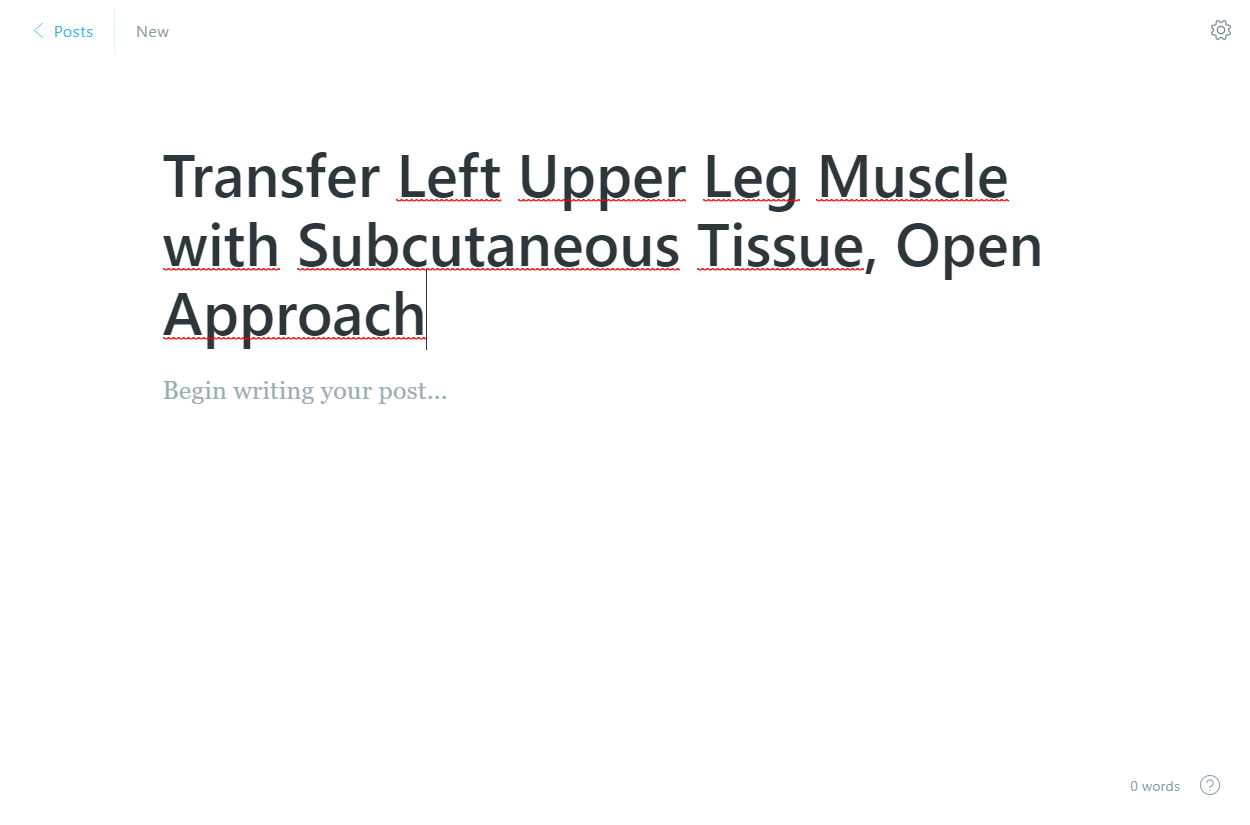 Posts
New
Transfer Left Upper Leg Muscle
with Subcutaneous Tissue, Open
Approach
Begin writing your post...
0 words
?